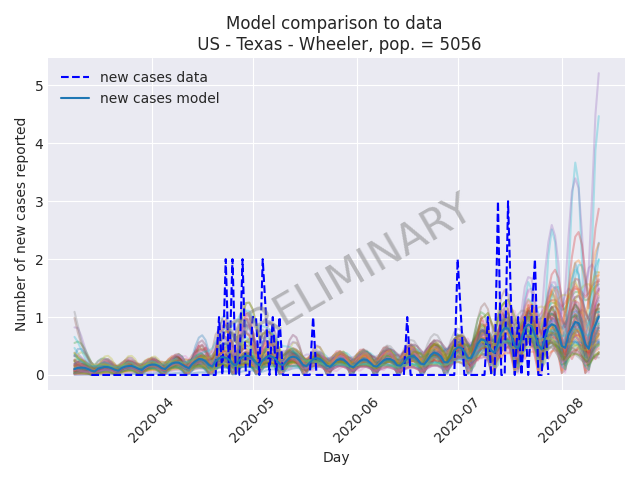 Model comparison to data
US - Texas - Wheeler, pop. = 5056
new cases data
new cases model
PRELIMINARY
Number of new cases reported
5
4
3
2
1
0
2020-04
2020-05
2020-06
2020-07
2020-08
Day